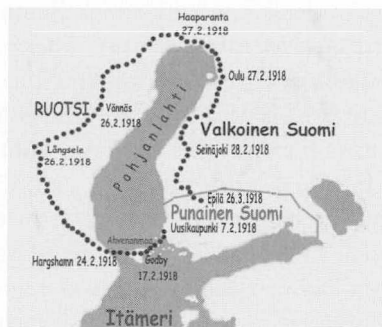 Haaparanta
27.2.1918
Oulu 27.2.1918
Pohjanlahti
RUOTSI
Vännäs
26.2.1918
Valkoinen Suomi
Långsele
26.2.1918
Seinäjoki 28.2.1918
Epilä 26.3.1918
Punainen Suomi
Uusikaupunki 7.2.1918
Ahvenanmaa
Hargshamn 24.2.1918
Godby
17.2.1918
Itämeri